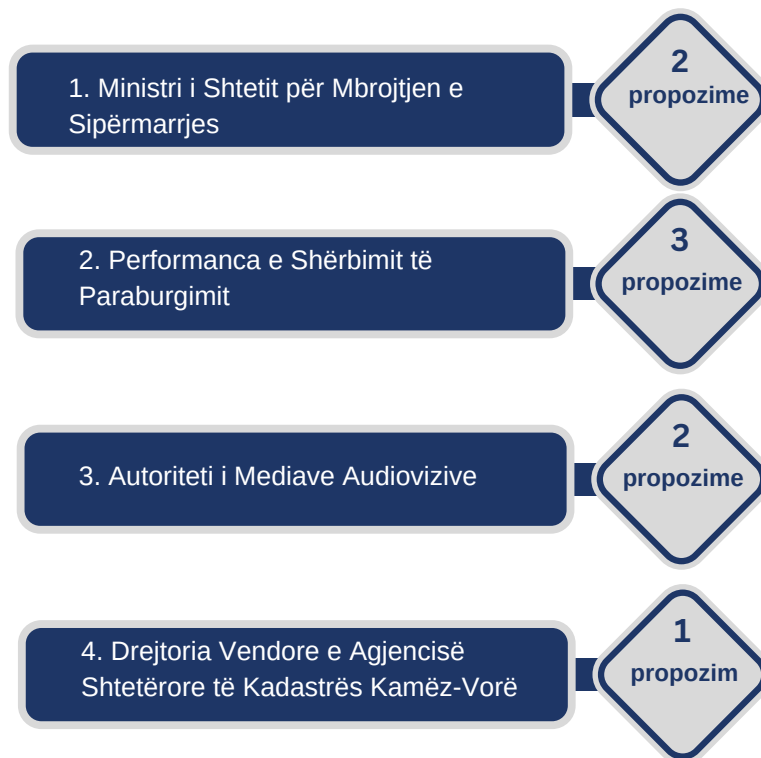 1. Ministri i Shtetit për Mbrojtjen e
Sipërmarrjes
2
propozime
2. Performanca e Shërbimit të
Paraburgimit
3
propozime
3. Autoriteti i Mediave Audiovizive
2
propozime
4. Drejtoria Vendore e Agjencisë
Shtetërore të Kadastrës Kamëz-Vorë
1
propozim